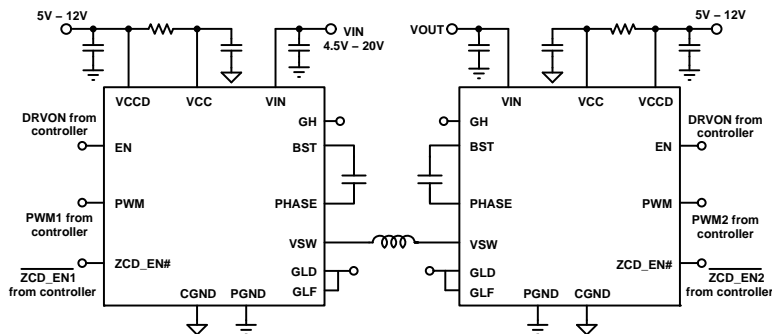 5V – 12V
VIN
4.5V – 20V
VOUT
5V – 12V
VCCD
VCC
VIN
VIN
VCC
VCCD
DRVON from
controller
EN
GH
BST
GH
BST
EN
DRVON from
controller
PWM
PHASE
PHASE
PWM
PWM1 from
controller
PWM2 from
controller
VSW
VSW
ZCD_EN1
from controller
ZCD_EN#
GLD
GLF
GLD
GLF
ZCD_EN#
ZCD_EN2
from controller
CGND
PGND
PGND
CGND